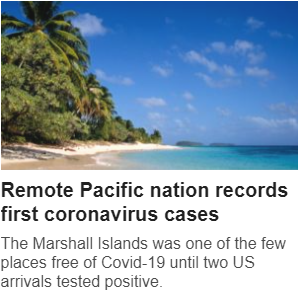 Remote Pacific nation records
first coronavirus cases
The Marshall Islands was one of the few
places free of Covid-19 until two US
arrivals tested positive.